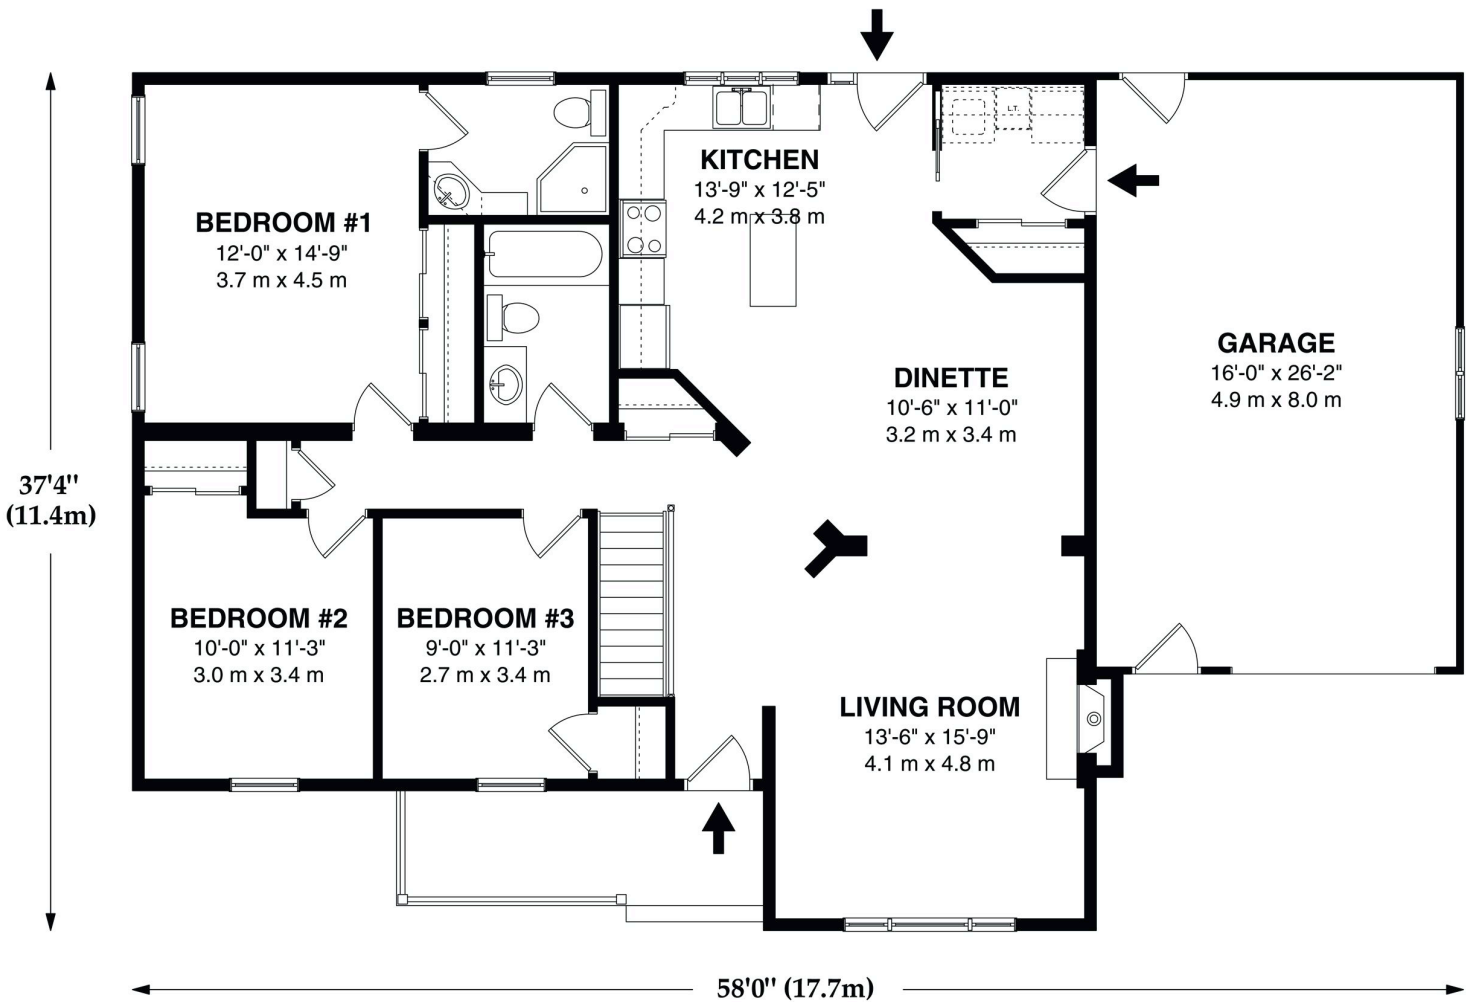 KITCHEN
13'-9" x 12'-5"
4.2 m x 3.8 m
L.T.
BEDROOM #1
12'-0" x 14'-9"
3.7 m x 4.5 m
DINETTE
10'-6" x 11'-0"
3.2 m x 3.4 m
GARAGE
16'-0" x 26'-2"
4.9 m x 8.0 m
37'4"
(11.4m)
BEDROOM #2
10'-0" x 11'-3"
3.0 m x 3.4 m
BEDROOM #3
9'-0" x 11'-3"
2.7 m x 3.4 m
LIVING ROOM
13'-6" x 15'-9"
4.1 m x 4.8 m
58'0" (17.7m)